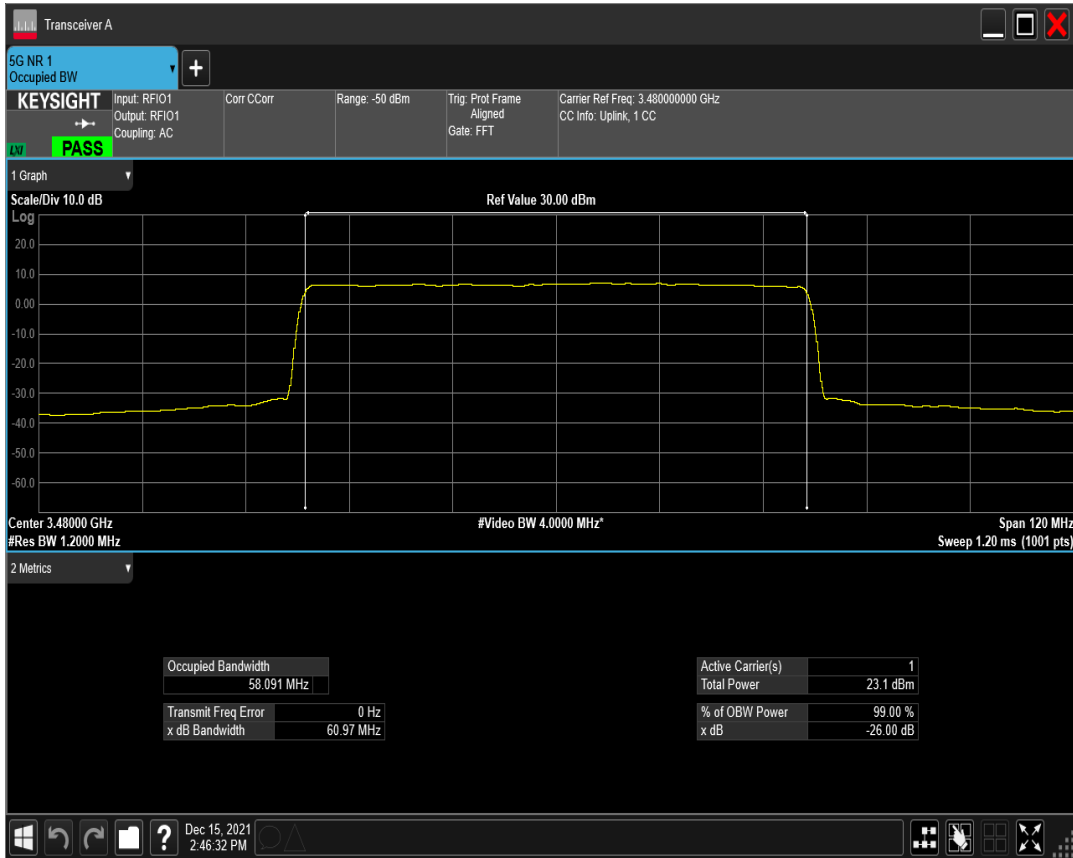 Transceiver A
5G NR 1
Occupied BW
+
KEYSIGHT
LXI
PASS
Input: RFIO1
Output: RFIO1
Coupling: AC
Corr CCorr
Range: -50 dBm
Trig: Prot Frame
Aligned
Gate: FFT
Carrier Ref Freq: 3.480000000 GHz
CC Info: Uplink, 1 CC
1 Graph
Scale/Div 10.0 dB
Ref Value 30.00 dBm
Log
20.0
10.0
0.00
-10.0
-20.0
-30.0
-40.0
-50.0
-60.0
Center 3.48000 GHz
#Video BW 4.0000 MHz*
Span 120 MHz
#Res BW 1.2000 MHz
Sweep 1.20 ms (1001 pts)
2 Metrics
Occupied Bandwidth
58.091 MHz
Transmit Freq Error 0 Hz
x dB Bandwidth 60.97 MHz
Active Carrier(s) 1
Total Power 23.1 dBm
% of OBW Power 99.00 %
x dB -26.00 dB
?
Dec 15, 2021
2:46:32 PM